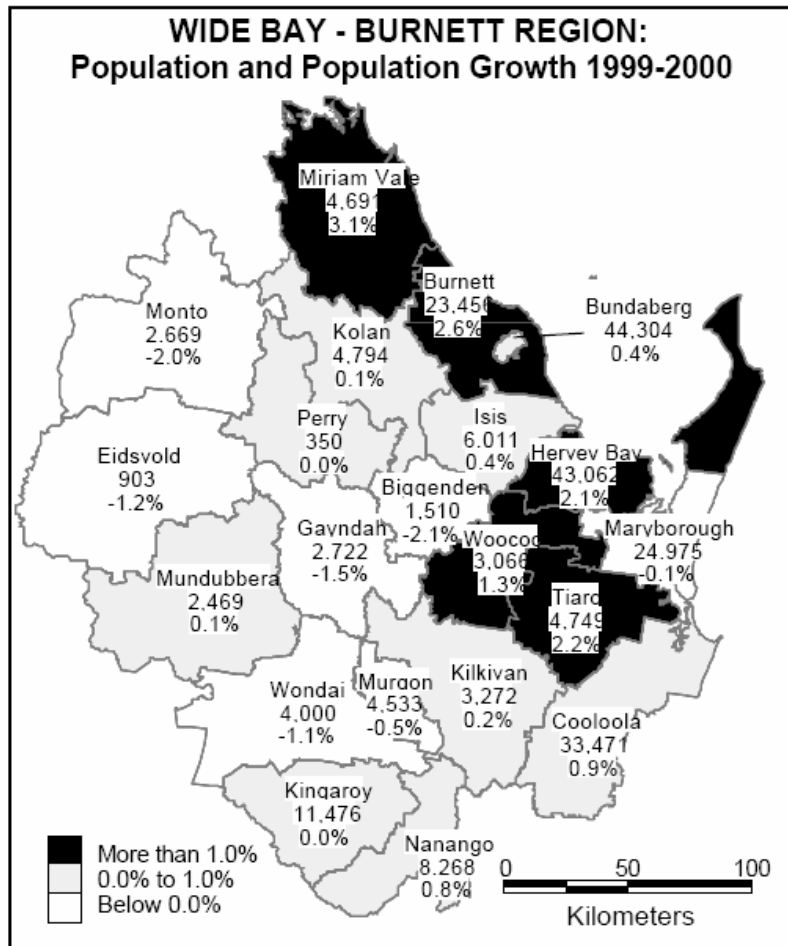 WIDE BAY - BURNETT REGION:
Population and Population Growth 1999-2000
Miriam Vale
4,691
3.1%
Burnett
23,456
2.6%
Bundaberg
44,304
0.4%
Monto
2.669
-2.0%
Kolan
4,794
0.1%
Perry
350
0.0%
Isis
6.011
0.4%
Eidsvold
903
-1.2%
Hervey Bay
43,062
2.1%
Biggenden
1,510
-2.1%
Gayndah
2.722
-1.5%
Woocoo
3,066
1.3%
Maryborough
24.975
-0.1%
Mundubbera
2,469
0.1%
Tiaro
4,749
2.2%
Wondai
4.000
-1.1%
Murgon
4,533
-0.5%
Kilkivan
3,272
0.2%
Cooloola
33,471
0.9%
Kingaroy
11,476
0.0%
Nanango
8.268
0.8%
More than 1.0%
0.0% to 1.0%
Below 0.0%
0 50 100
Kilometers